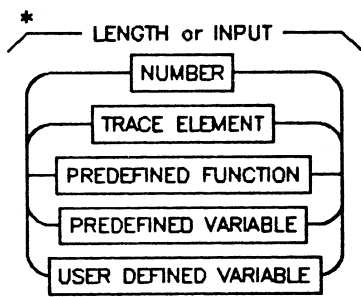 *
LENGTH or INPUT
NUMBER
TRACE ELEMENT
PREDEFINED FUNCTION
PREDEFINED VARIABLE
USER DEFINED VARIABLE